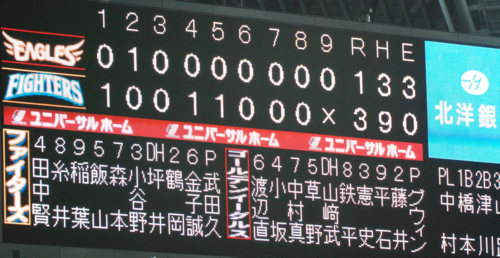 1 2 3 4 5 6 7 8 9 R H E
EAGLES 0 1 0 0 0 0 0 0 0 1 3 3
FIGHTERS 1 0 0 1 1 0 0 0 × 3 9 0
北洋銀
ユニバーサルホーム ユニバーサルホーム ユニバーサルホーム
ファイターズ
4 8 9 5 7 3 DH 2 6 P
田中賢
糸井
稲葉
飯山
森本
小谷野
坪井
鶴岡
金子誠
武田久
ゴールデンイーグルス
6 4 7 5 DH 8 3 9 2 P
渡辺直
小坂
中村真
草野
山﨑武
鉄平
憲史
平石
藤井
グウィン
PL 1B 2B 3
中村
橋本
津川
山